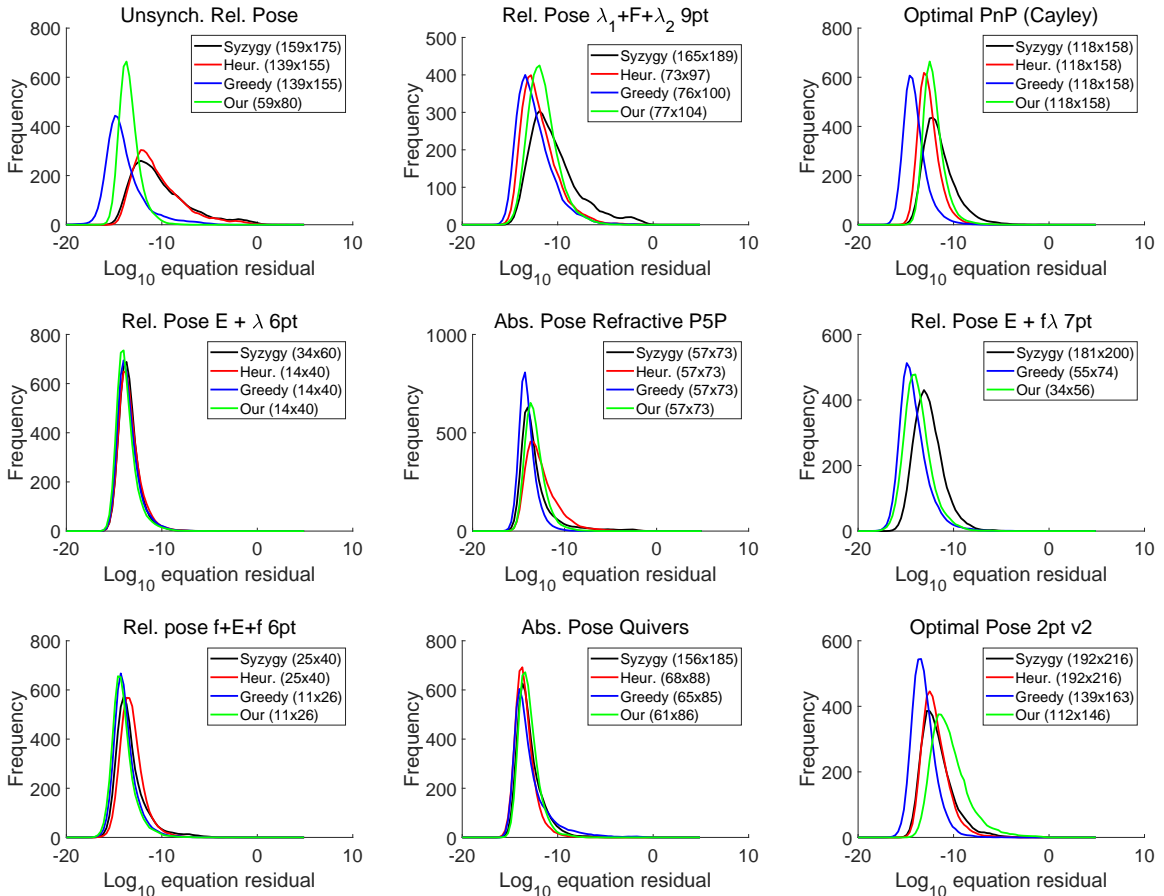 Unsynch. Rel. Pose
800
600
400
200
0
-20
-10
0
10
Frequency
Log10 equation residual
Syzygy (159x175)
Heur. (139x155)
Greedy (139x155)
Our (59x80)
Rel. Pose λ1+F+λ2 9pt
500
400
300
200
100
0
-20
-10
0
10
Frequency
Log10 equation residual
Syzygy (165x189)
Heur. (73x97)
Greedy (76x100)
Our (77x104)
Optimal PnP (Cayley)
800
600
400
200
0
-20
-10
0
10
Frequency
Log10 equation residual
Syzygy (118x158)
Heur. (118x158)
Greedy (118x158)
Our (118x158)
Rel. Pose E + λ 6pt
800
600
400
200
0
-20
-10
0
10
Frequency
Log10 equation residual
Syzygy (34x60)
Heur. (14x40)
Greedy (14x40)
Our (14x40)
Abs. Pose Refractive P5P
1000
500
0
-20
-10
0
10
Frequency
Log10 equation residual
Syzygy (57x73)
Heur. (57x73)
Greedy (57x73)
Our (57x73)
Rel. Pose E + fλ 7pt
600
400
200
0
-20
-10
0
10
Frequency
Log10 equation residual
Syzygy (181x200)
Greedy (55x74)
Our (34x56)
Rel. pose f+E+f 6pt
800
600
400
200
0
-20
-10
0
10
Frequency
Log10 equation residual
Syzygy (25x40)
Heur. (25x40)
Greedy (11x26)
Our (11x26)
Abs. Pose Quivers
800
600
400
200
0
-20
-10
0
10
Frequency
Log10 equation residual
Syzygy (156x185)
Heur. (68x88)
Greedy (65x85)
Our (61x86)
Optimal Pose 2pt v2
600
400
200
0
-20
-10
0
10
Frequency
Log10 equation residual
Syzygy (192x216)
Heur. (192x216)
Greedy (139x163)
Our (112x146)